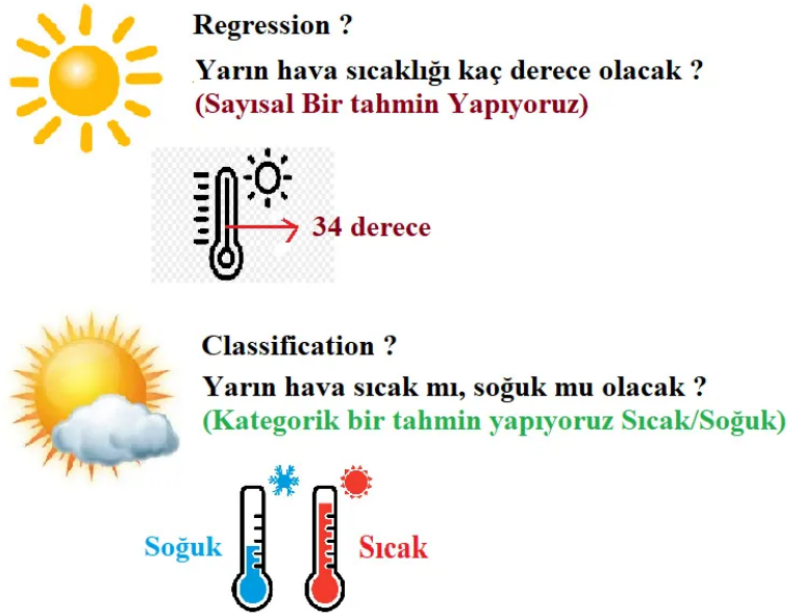 Regression ?
Yarın hava sıcaklığı kaç derece olacak ?
(Sayısal Bir tahmin Yapıyoruz)
34 derece
Classification ?
Yarın hava sıcak mı, soğuk mu olacak ?
(Kategorik bir tahmin yapıyoruz Sıcak/Soğuk)
Soğuk
Sıcak